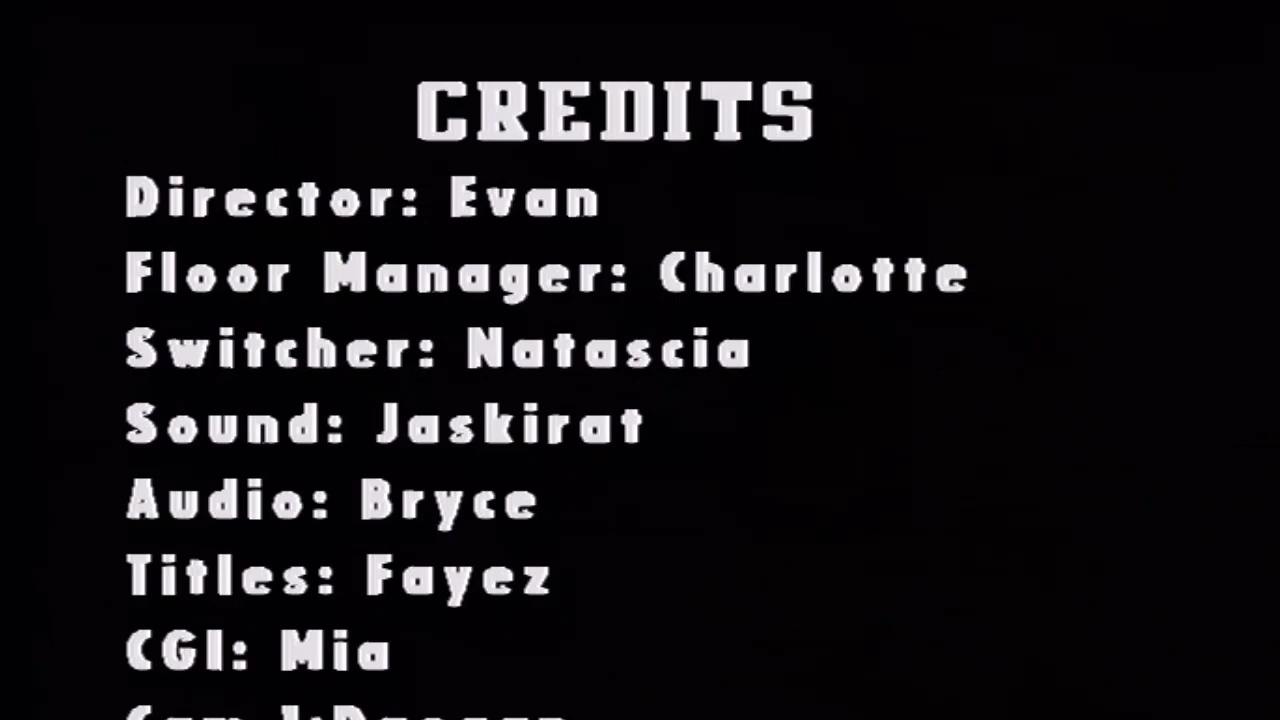 CREDITS
Director: Evan
Floor Manager: Charlotte
Switcher: Natascia
Sound: Jaskirat
Audio: Bryce
Titles: Fayez
CGI: Mia